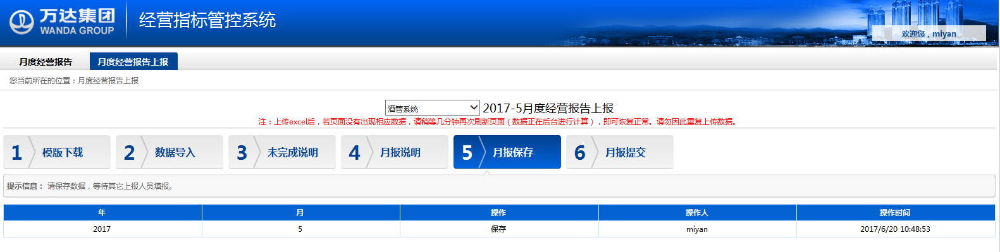 万达集团
WANDA GROUP
经营指标管控系统
欢迎您，miyan
月度经营报告 月度经营报告上报
您当前所在的位置：月度经营报告上报
酒管系统 2017-5月度经营报告上报
注：上传excel后，若页面没有出现相应数据，请稍等几分钟再次刷新页面（数据正在后台进行计算），即可恢复正常。请勿因此重复上传数据。
1 模版下载 2 数据导入 3 未完成说明 4 月报说明 5 月报保存 6 月报提交
提示信息： 请保存数据，等待其它上报人员填报。
年 月 操作 操作人 操作时间
2017 5 保存 miyan 2017/6/20 10:48:53